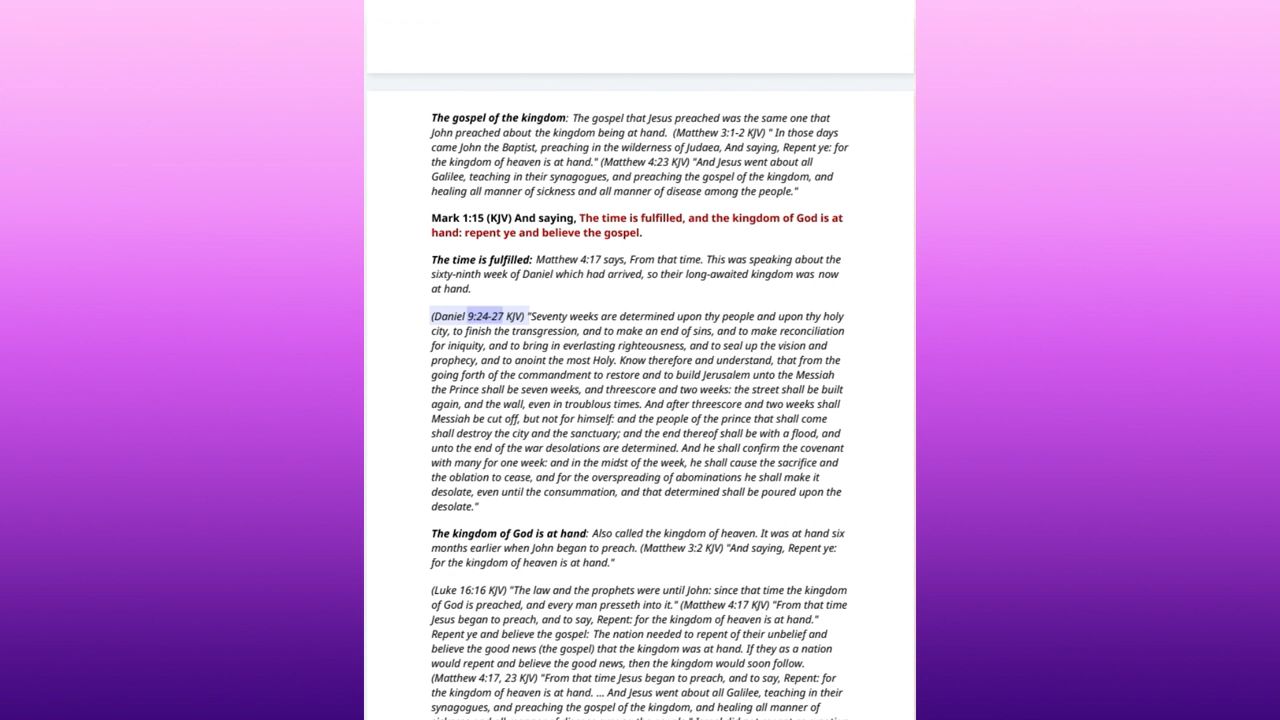 The gospel of the kingdom: The gospel that Jesus preached was the same one that
John preached about the kingdom being at hand. (Matthew 3:1-2 KJV) " In those days
came John the Baptist, preaching in the wilderness of Judaea, And saying, Repent ye: for
the kingdom of heaven is at hand." (Matthew 4:23 KJV) "And Jesus went about all
Galilee, teaching in their synagogues, and preaching the gospel of the kingdom, and
healing all manner of sickness and all manner of disease among the people."
Mark 1:15 (KJV) And saying, The time is fulfilled, and the kingdom of God is at
hand: repent ye and believe the gospel.
The time is fulfilled: Matthew 4:17 says, From that time. This was speaking about the
sixty-ninth week of Daniel which had arrived, so their long-awaited kingdom was now
at hand.
(Daniel 9:24-27 KJV) "Seventy weeks are determined upon thy people and upon thy holy
city, to finish the transgression, and to make an end of sins, and to make reconciliation
for iniquity, and to bring in everlasting righteousness, and to seal up the vision and
prophecy, and to anoint the most Holy. Know therefore and understand, that from the
going forth of the commandment to restore and to build Jerusalem unto the Messiah
the Prince shall be seven weeks, and threescore and two weeks: the street shall be built
again, and the wall, even in troublous times. And after threescore and two weeks shall
Messiah be cut off, but not for himself: and the people of the prince that shall come
shall destroy the city and the sanctuary; and the end thereof shall be with a flood, and
unto the end of the war desolations are determined. And he shall confirm the covenant
with many for one week: and in the midst of the week, he shall cause the sacrifice and
the oblation to cease, and for the overspreading of abominations he shall make it
desolate, even until the consummation, and that determined shall be poured upon the
desolate."
The kingdom of God is at hand: Also called the kingdom of heaven. It was at hand six
months earlier when John began to preach. (Matthew 3:2 KJV) "And saying, Repent ye:
for the kingdom of heaven is at hand."
(Luke 16:16 KJV) "The law and the prophets were until John: since that time the kingdom
of God is preached, and every man presseth into it." (Matthew 4:17 KJV) "From that time
Jesus began to preach, and to say, Repent: for the kingdom of heaven is at hand."
Repent ye and believe the gospel: The nation needed to repent of their unbelief and
believe the good news (the gospel) that the kingdom was at hand. If they as a nation
would repent and believe the good news, then the kingdom would soon follow.
(Matthew 4:17, 23 KJV) "From that time Jesus began to preach, and to say, Repent: for
the kingdom of heaven is at hand. ... And Jesus went about all Galilee, teaching in their
synagogues, and preaching the gospel of the kingdom, and healing all manner of